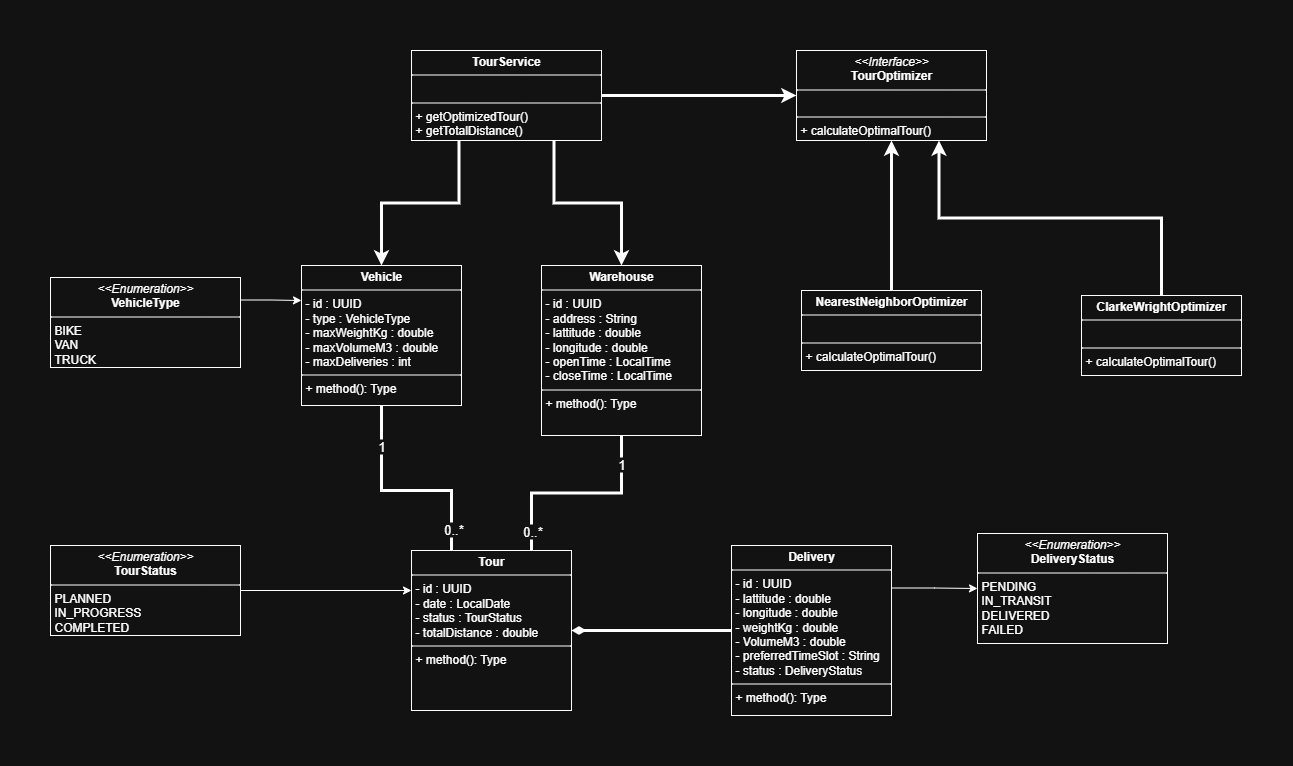 TourService
+ getOptimizedTour()
+ getTotalDistance()
<<Interface>>
TourOptimizer
+ calculateOptimalTour()
<<Enumeration>>
VehicleType
BIKE
VAN
TRUCK
Vehicle
- id : UUID
- type : VehicleType
- maxWeightKg : double
- maxVolumeM3 : double
- maxDeliveries : int
+ method(): Type
Warehouse
- id : UUID
- address : String
- lattitude : double
- longitude : double
- openTime : LocalTime
- closeTime : LocalTime
+ method(): Type
NearestNeighborOptimizer
+ calculateOptimalTour()
ClarkeWrightOptimizer
+ calculateOptimalTour()
1
1
0..*
0..*
<<Enumeration>>
TourStatus
PLANNED
IN_PROGRESS
COMPLETED
Tour
- id : UUID
- date : LocalDate
- status : TourStatus
- totalDistance : double
+ method(): Type
Delivery
- id : UUID
- lattitude : double
- longitude : double
- weightKg : double
- VolumeM3 : double
- preferredTimeSlot : String
- status : DeliveryStatus
+ method(): Type
<<Enumeration>>
DeliveryStatus
PENDING
IN_TRANSIT
DELIVERED
FAILED